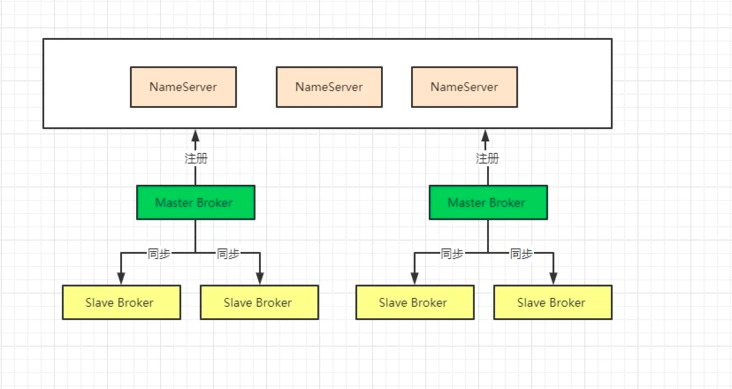 NameServer
NameServer
NameServer
注册
注册
Master Broker
Master Broker
同步
同步
同步
同步
Slave Broker
Slave Broker
Slave Broker
Slave Broker